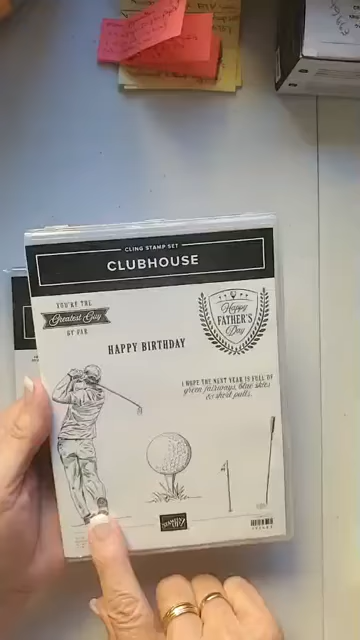 CLING STAMP SET
CLUBHOUSE
YOU'RE THE
Greatest Guy
BY PAR
Happy
FATHER'S
Day
HAPPY BIRTHDAY
I HOPE THE NEXT YEAR IS FULL OF
green fairways, blue skies
& short putts.